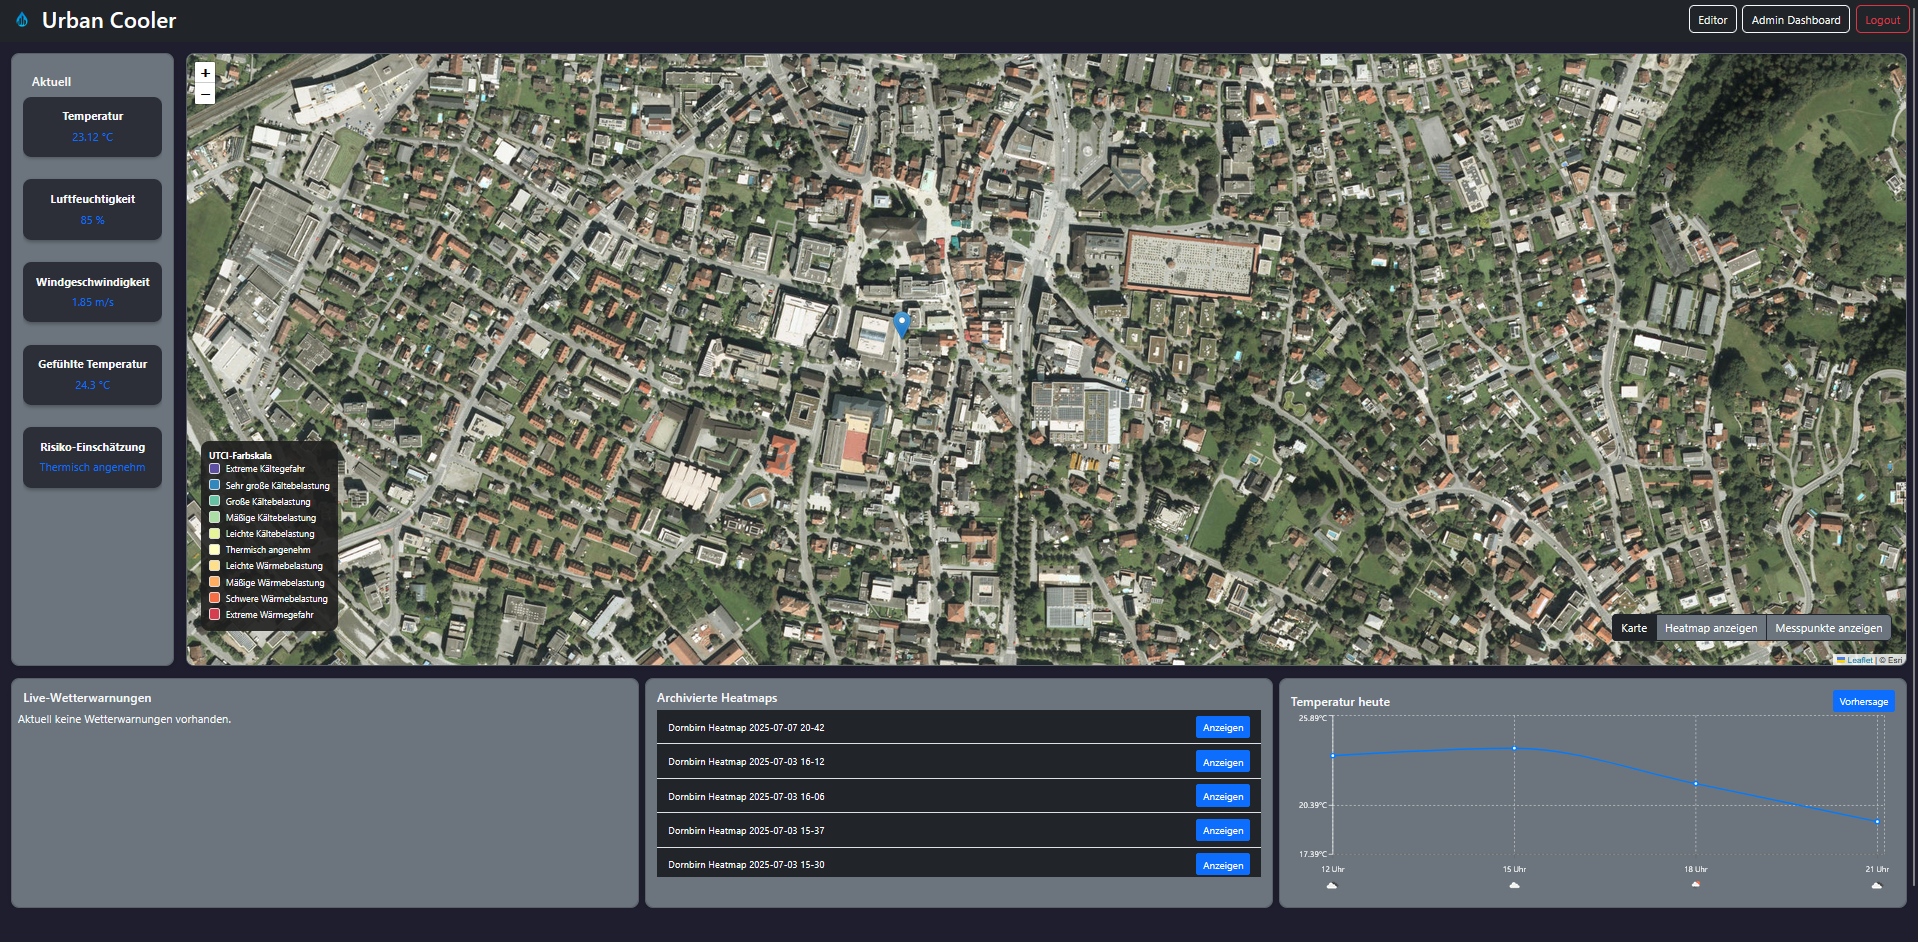 Urban Cooler
Editor
Admin Dashboard
Logout
Aktuell
Temperatur
23.12 °C
Luftfeuchtigkeit
85 %
Windgeschwindigkeit
1.85 m/s
Gefühlte Temperatur
24.3 °C
Risiko-Einschätzung
Thermisch angenehm
+
−
UTCI-Farbskala
Extreme Kältegefahr
Sehr große Kältebelastung
Große Kältebelastung
Mäßige Kältebelastung
Leichte Kältebelastung
Thermisch angenehm
Leichte Wärmebelastung
Mäßige Wärmebelastung
Schwere Wärmebelastung
Extreme Wärmegefahr
Karte
Heatmap anzeigen
Messpunkte anzeigen
Leaflet | © Esri
Live-Wetterwarnungen
Aktuell keine Wetterwarnungen vorhanden.
Archivierte Heatmaps
Dornbirn Heatmap 2025-07-07 20-42
Anzeigen
Dornbirn Heatmap 2025-07-03 16-12
Anzeigen
Dornbirn Heatmap 2025-07-03 16-06
Anzeigen
Dornbirn Heatmap 2025-07-03 15-37
Anzeigen
Dornbirn Heatmap 2025-07-03 15-30
Anzeigen
Temperatur heute
Vorhersage
25.89°C
20.39°C
17.39°C
12 Uhr
15 Uhr
18 Uhr
21 Uhr